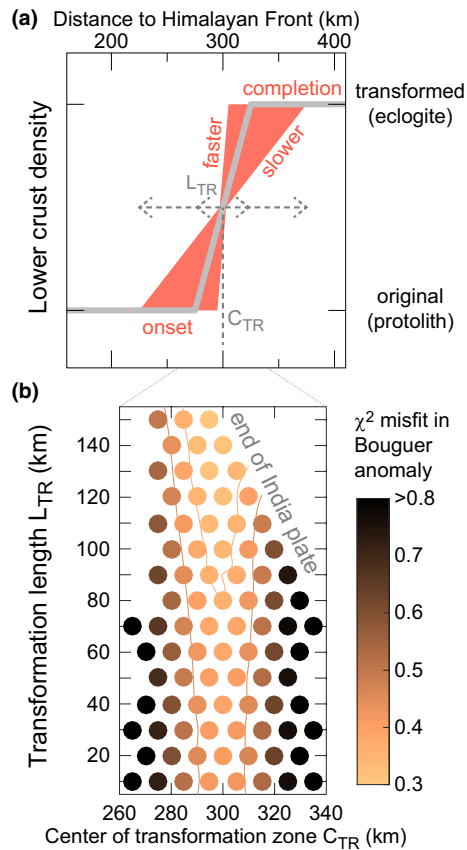 (a)
Distance to Himalayan Front (km)
200
300
400
completion
transformed
(eclogite)
Lower crust density
faster
slower
L_TR
C_TR
onset
original
(protolith)
(b)
Transformation length L_TR (km)
140
120
100
80
60
40
20
end of India plate
260
280
300
320
340
Center of transformation zone C_TR (km)
χ² misfit in
Bouguer
anomaly
>0.8
0.7
0.6
0.5
0.4
0.3